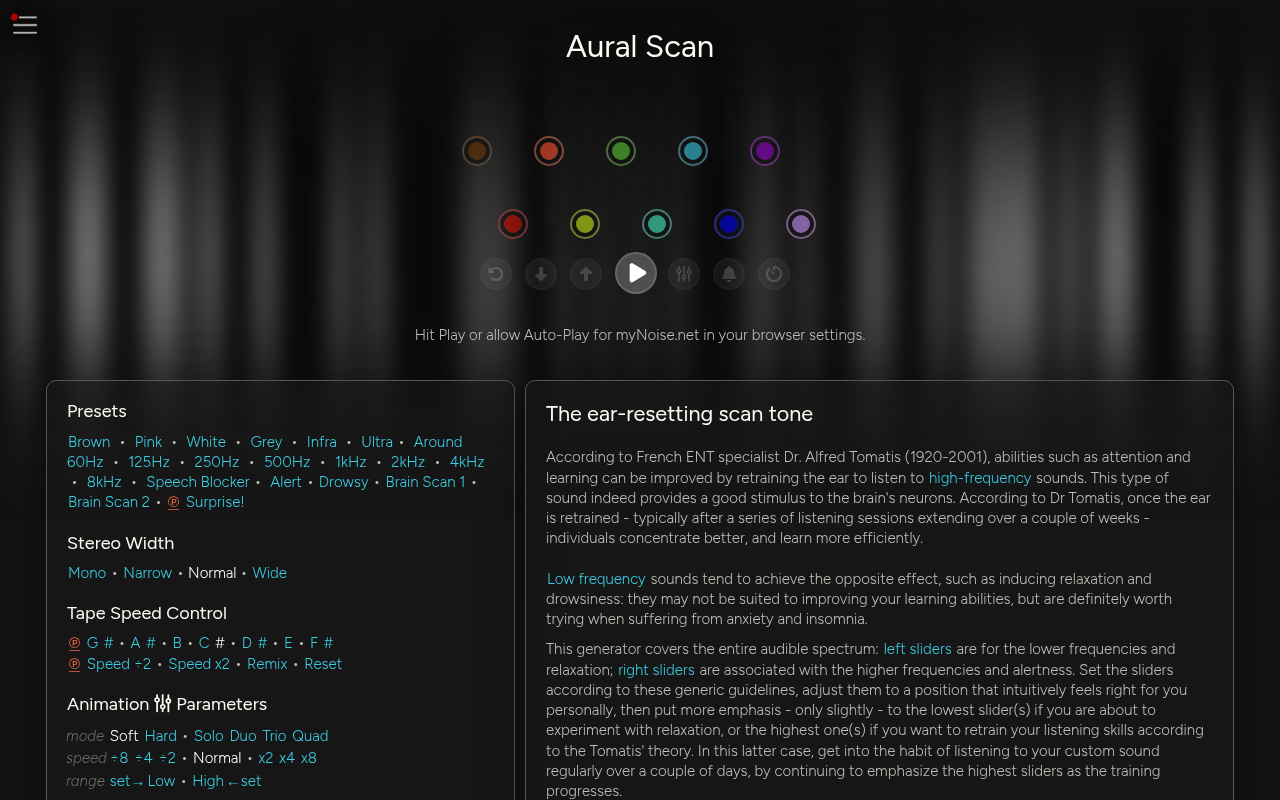 Aural Scan
Hit Play or allow Auto-Play for myNoise.net in your browser settings.
Presets
Brown • Pink • White • Grey • Infra • Ultra • Around
60Hz • 125Hz • 250Hz • 500Hz • 1kHz • 2kHz • 4kHz
• 8kHz • Speech Blocker • Alert • Drowsy • Brain Scan 1 •
Brain Scan 2 • Ⓟ Surprise!
Stereo Width
Mono • Narrow • Normal • Wide
Tape Speed Control
Ⓟ G # • A # • B • C # • D # • E • F #
Ⓟ Speed ÷2 • Speed x2 • Remix • Reset
Animation Parameters
mode Soft Hard • Solo Duo Trio Quad
speed ÷8 ÷4 ÷2 • Normal • x2 x4 x8
range set→Low • High←set
The ear-resetting scan tone
According to French ENT specialist Dr. Alfred Tomatis (1920-2001), abilities such as attention and
learning can be improved by retraining the ear to listen to high-frequency sounds. This type of
sound indeed provides a good stimulus to the brain's neurons. According to Dr Tomatis, once the ear
is retrained - typically after a series of listening sessions extending over a couple of weeks -
individuals concentrate better, and learn more efficiently.
Low frequency sounds tend to achieve the opposite effect, such as inducing relaxation and
drowsiness: they may not be suited to improving your learning abilities, but are definitely worth
trying when suffering from anxiety and insomnia.
This generator covers the entire audible spectrum: left sliders are for the lower frequencies and
relaxation; right sliders are associated with the higher frequencies and alertness. Set the sliders
according to these generic guidelines, adjust them to a position that intuitively feels right for you
personally, then put more emphasis - only slightly - to the lowest slider(s) if you are about to
experiment with relaxation, or the highest one(s) if you want to retrain your listening skills according
to the Tomatis' theory. In this latter case, get into the habit of listening to your custom sound
regularly over a couple of days, by continuing to emphasize the highest sliders as the training
progresses.